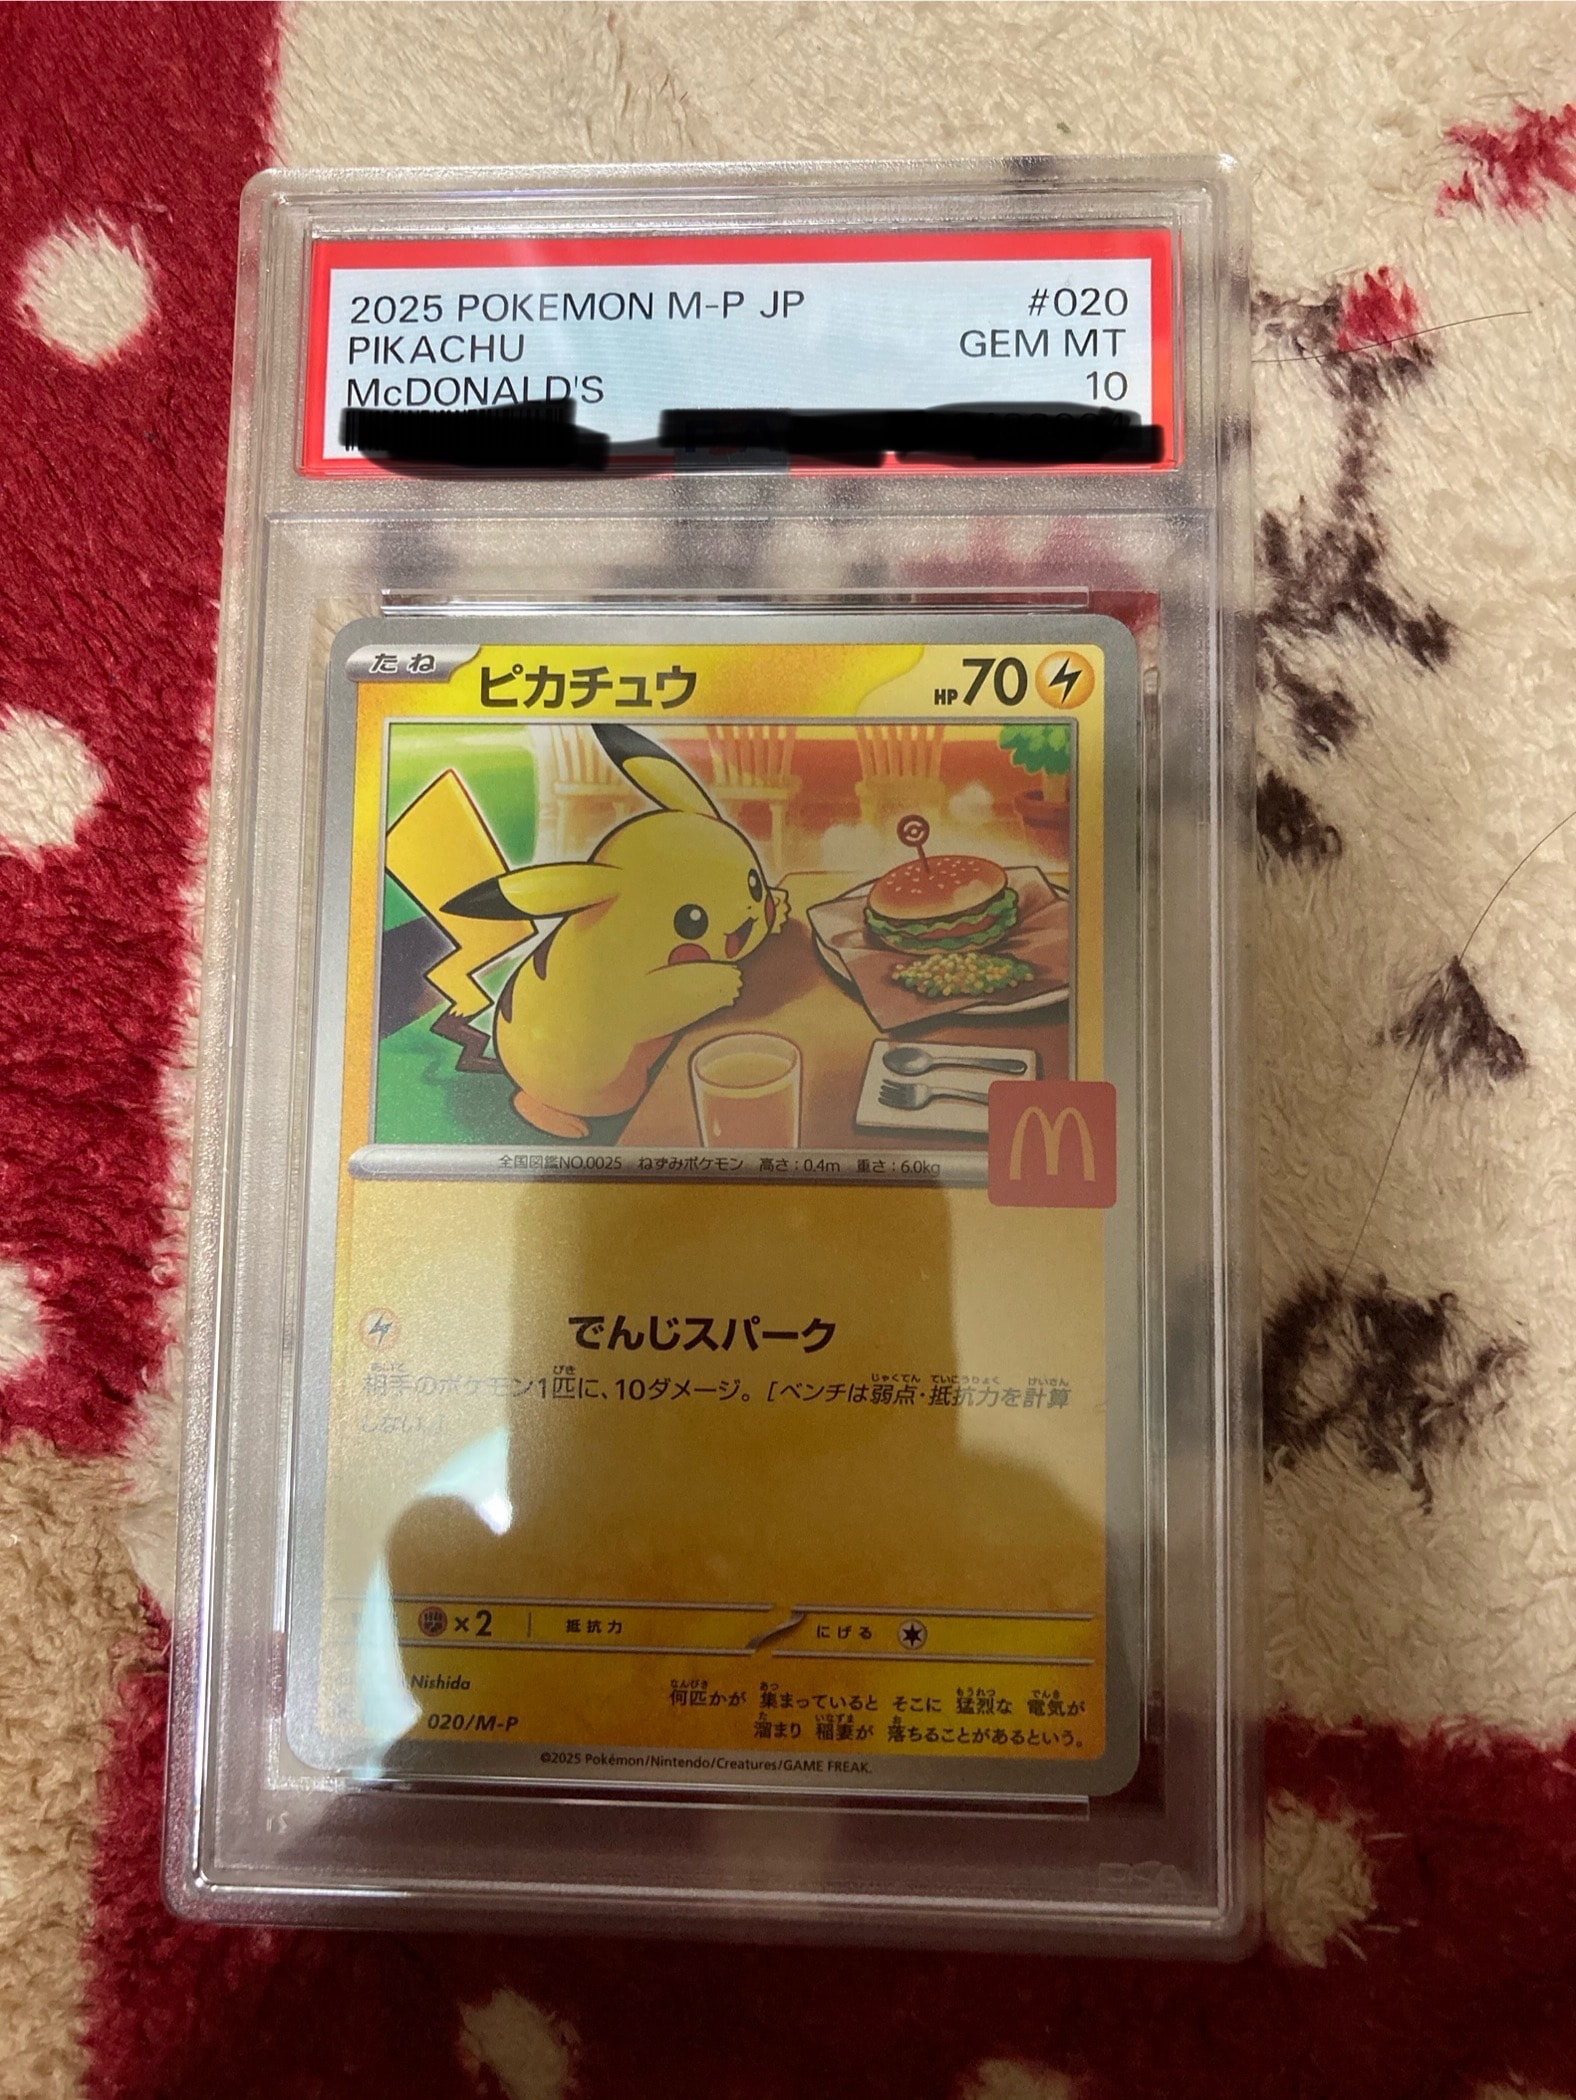 2025 POKEMON M-P JP #020
PIKACHU GEM MT
McDONALD'S 10
たね ピカチュウ HP70
全国図鑑NO.0025 ねずみポケモン 高さ:0.4m 重さ:6.0kg
でんじスパーク
相手のポケモン1匹に、10ダメージ。[ベンチは弱点・抵抗力を計算
しない。]
×2 抵抗力 にげる
Nishida
何匹かが 集まっていると そこに 猛烈な 電気が
020/M-P 溜まり 稲妻が 落ちることがあるという。
©2025 Pokémon/Nintendo/Creatures/GAME FREAK.
PSA